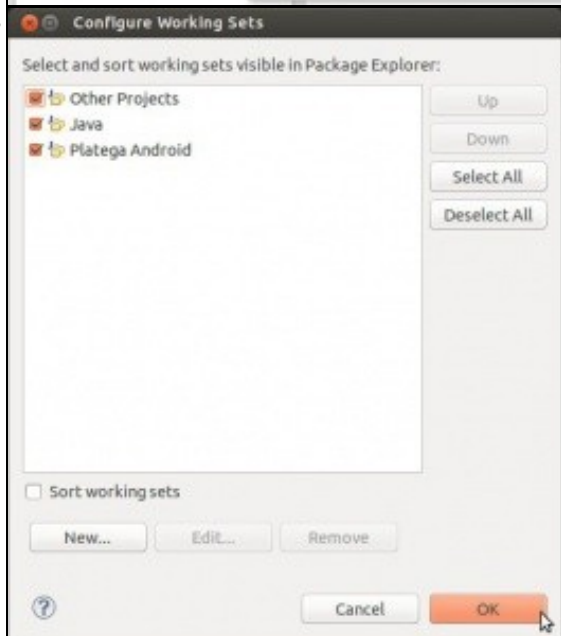 Configure Working Sets
Select and sort working sets visible in Package Explorer:
Other Projects
Java
Platega Android
Up
Down
Select All
Deselect All
Sort working sets
New...
Edit...
Remove
?
Cancel
OK